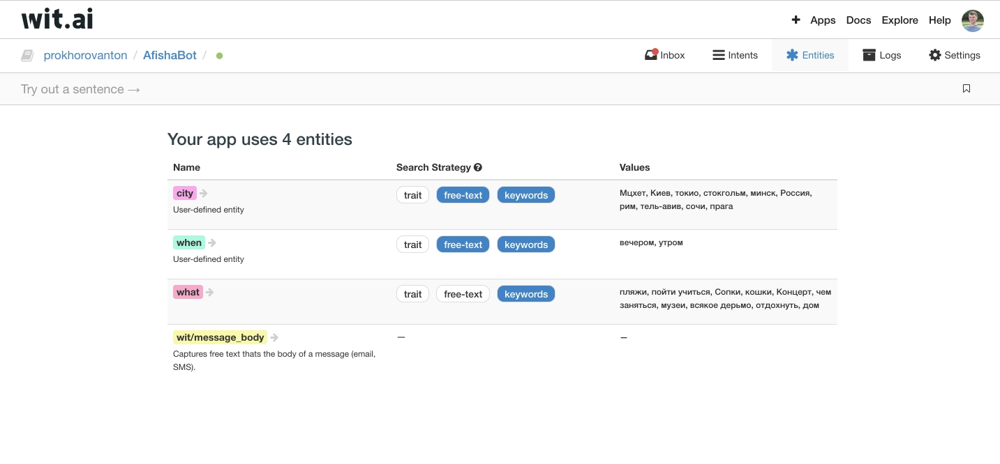 wit.ai
+ Apps Docs Explore Help
prokhorovanton / AfishaBot /
Inbox Intents Entities Logs Settings
Try out a sentence →
Your app uses 4 entities
Name Search Strategy ? Values
city trait free-text keywords Мцхет, Киев, токио, стокгольм, минск, Россия,
User-defined entity рим, тель-авив, сочи, прага
when trait free-text keywords вечером, утром
User-defined entity
what trait free-text keywords пляжи, пойти учиться, Сопки, кошки, Концерт, чем
заняться, музеи, всякое дерьмо, отдохнуть, дом
wit/message_body — –
Captures free text thats the body of a message (email,
SMS).